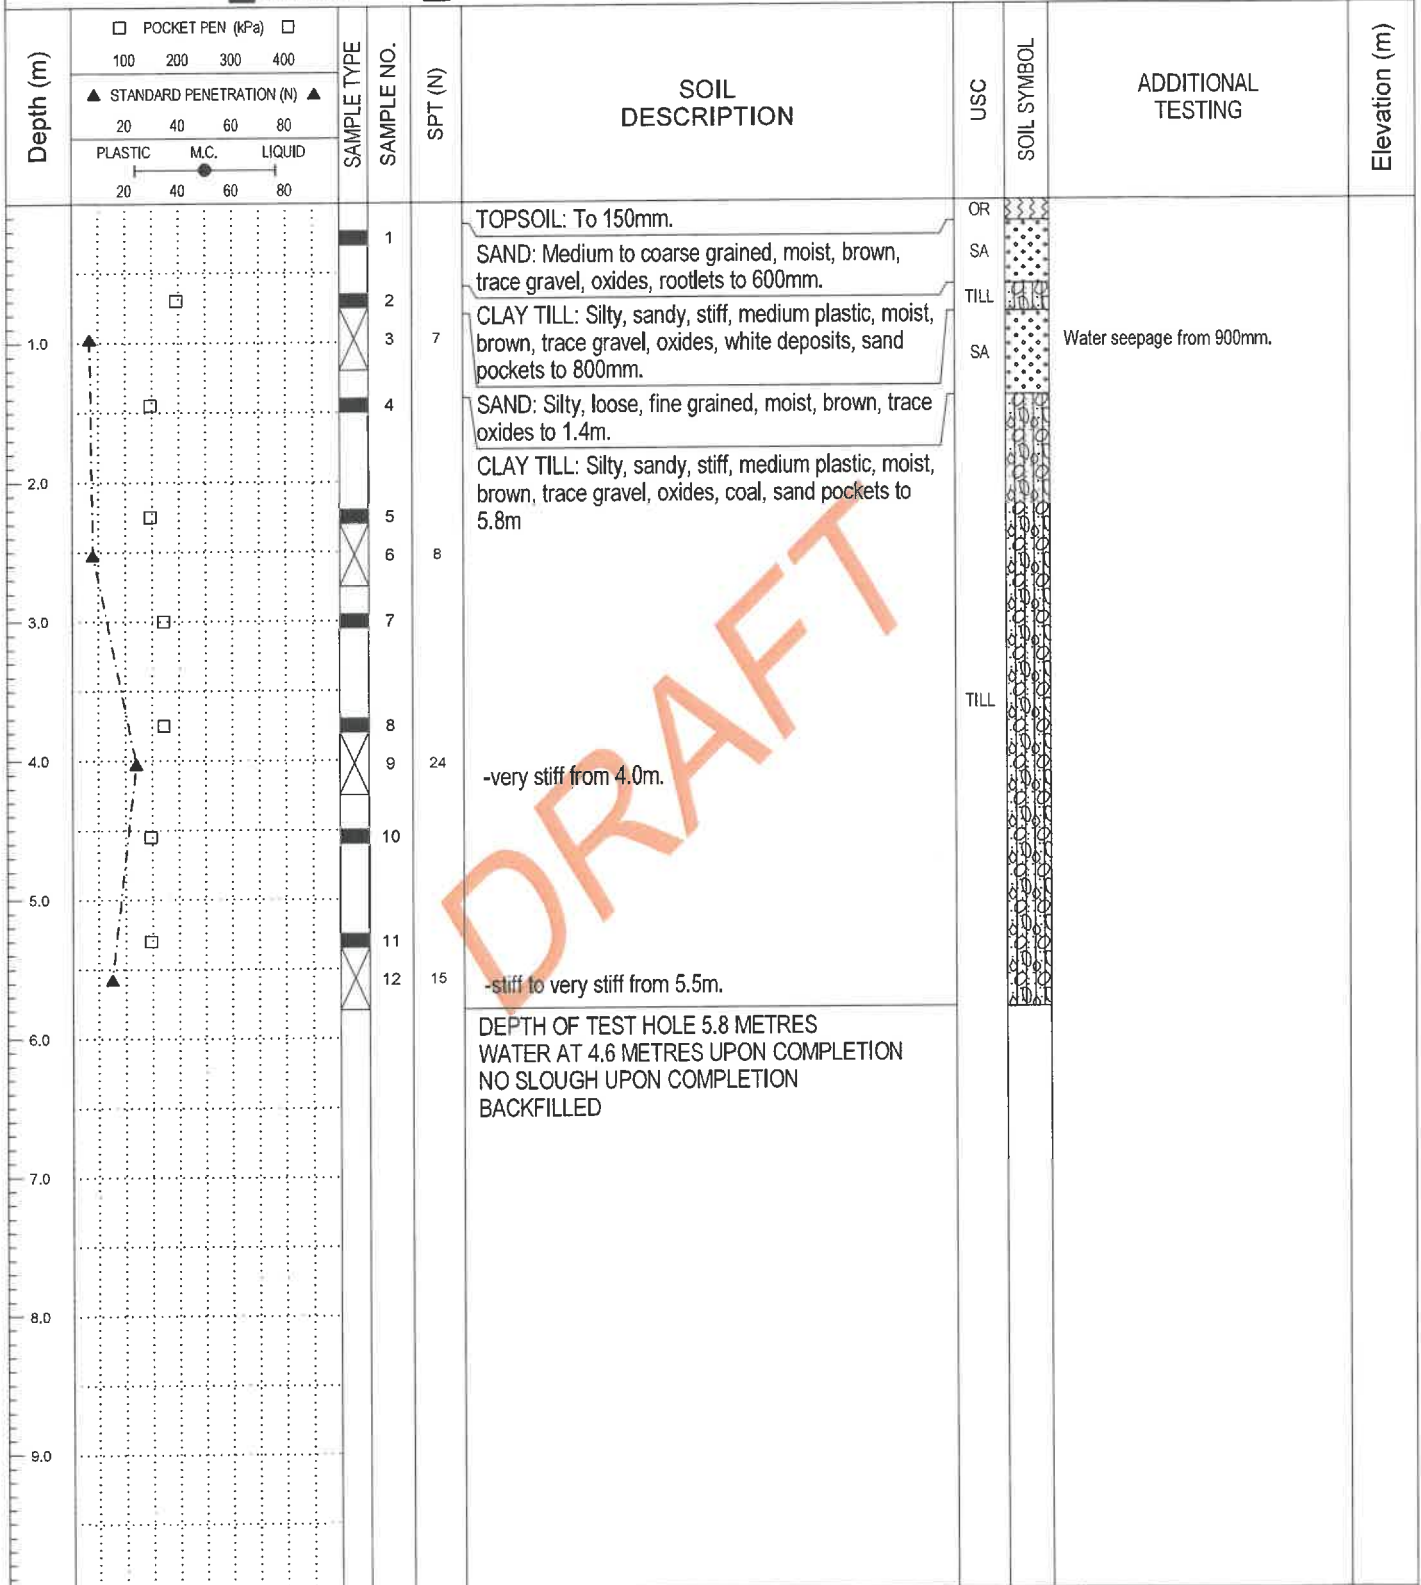 Depth (m)
POCKET PEN (kPa)
100 200 300 400
STANDARD PENETRATION (N)
20 40 60 80
PLASTIC M.C. LIQUID
20 40 60 80
SAMPLE TYPE
SAMPLE NO.
SPT (N)
SOIL
DESCRIPTION
USC
SOIL SYMBOL
ADDITIONAL
TESTING
Elevation (m)
TOPSOIL: To 150mm.
OR
1
SAND: Medium to coarse grained, moist, brown,
trace gravel, oxides, rootlets to 600mm.
SA
2
TILL
CLAY TILL: Silty, sandy, stiff, medium plastic, moist,
brown, trace gravel, oxides, white deposits, sand
pockets to 800mm.
1.0
3
7
SA
Water seepage from 900mm.
4
SAND: Silty, loose, fine grained, moist, brown, trace
oxides to 1.4m.
CLAY TILL: Silty, sandy, stiff, medium plastic, moist,
brown, trace gravel, oxides, coal, sand pockets to
5.8m
2.0
5
6
8
3.0
7
TILL
8
4.0
9
24
-very stiff from 4.0m.
10
5.0
11
12
15
-stiff to very stiff from 5.5m.
DRAFT
DEPTH OF TEST HOLE 5.8 METRES
WATER AT 4.6 METRES UPON COMPLETION
NO SLOUGH UPON COMPLETION
BACKFILLED
6.0
7.0
8.0
9.0